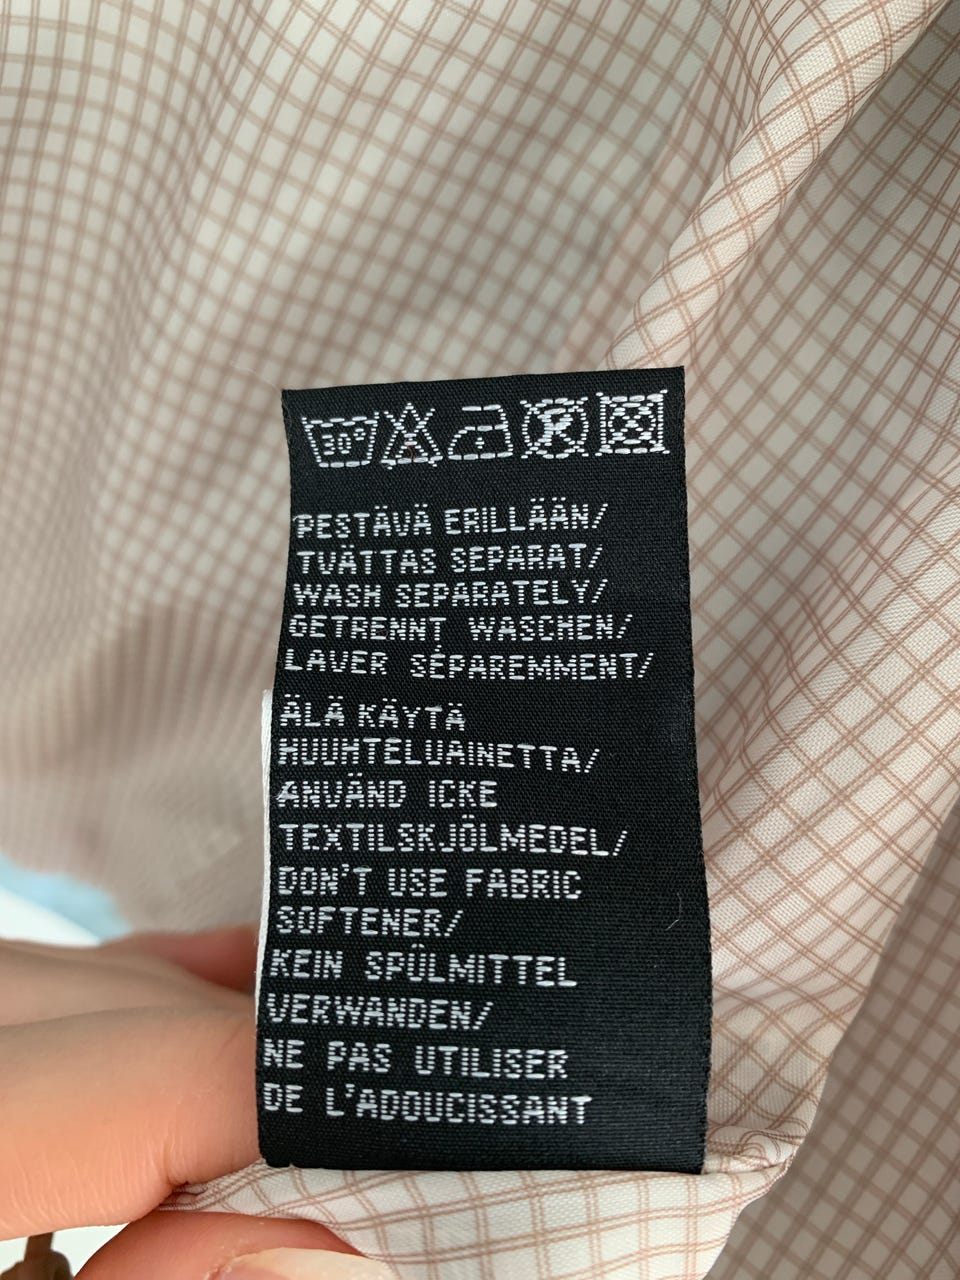 30°
PESTÄVÄ ERILLÄÄN/
TVÄTTAS SEPARAT/
WASH SEPARATELY/
GETRENNT WASCHEN/
LAVER SÉPAREMMENT/
ÄLÄ KÄYTÄ
HUUHTELUAINETTA/
ANVÄND ICKE
TEXTILSKJÖLMEDEL/
DON'T USE FABRIC
SOFTENER/
KEIN SPÜLMITTEL
VERWANDEN/
NE PAS UTILISER
DE L'ADOUCISSANT